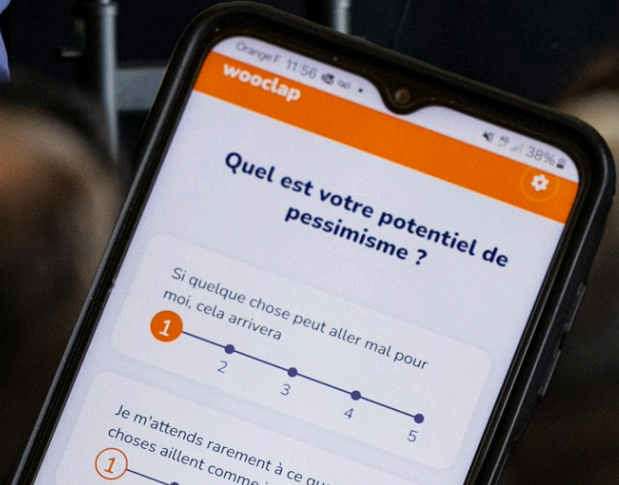 Orange F 11:56
38%
wooclap
Quel est votre potentiel de
pessimisme ?
Si quelque chose peut aller mal pour
moi, cela arrivera
1 2 3 4 5
Je m'attends rarement à ce que
choses aillent comme
1